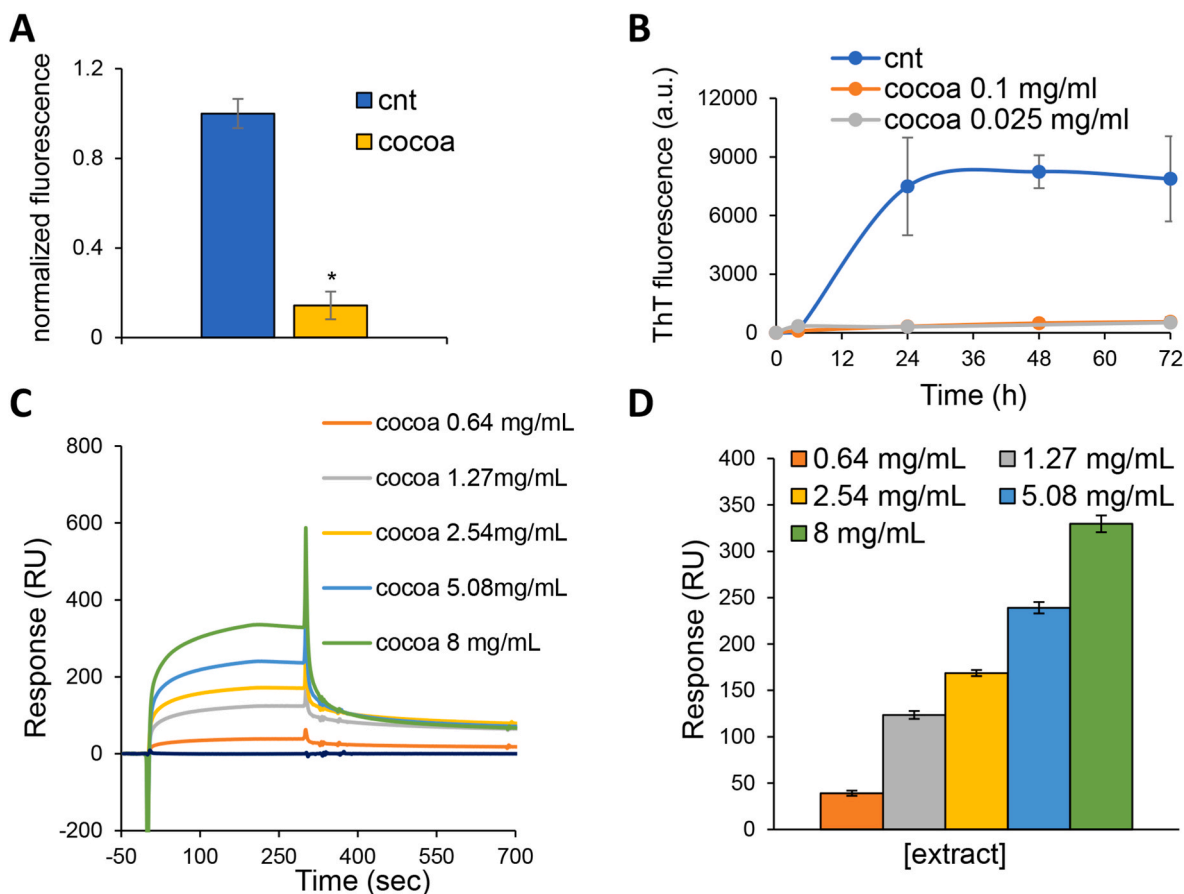 A
normalized fluorescence
1.2
0.8
0.4
0
cnt
cocoa
*
B
cnt
cocoa 0.1 mg/ml
cocoa 0.025 mg/ml
ThT fluorescence (a.u.)
12000
9000
6000
3000
0
0 12 24 36 48 60 72
Time (h)
C
cocoa 0.64 mg/mL
cocoa 1.27mg/mL
cocoa 2.54mg/mL
cocoa 5.08mg/mL
cocoa 8 mg/mL
Response (RU)
800
600
400
200
0
-200
-50 100 250 400 550 700
Time (sec)
D
0.64 mg/mL 1.27 mg/mL
2.54 mg/mL 5.08 mg/mL
8 mg/mL
Response (RU)
400
350
300
250
200
150
100
50
0
[extract]